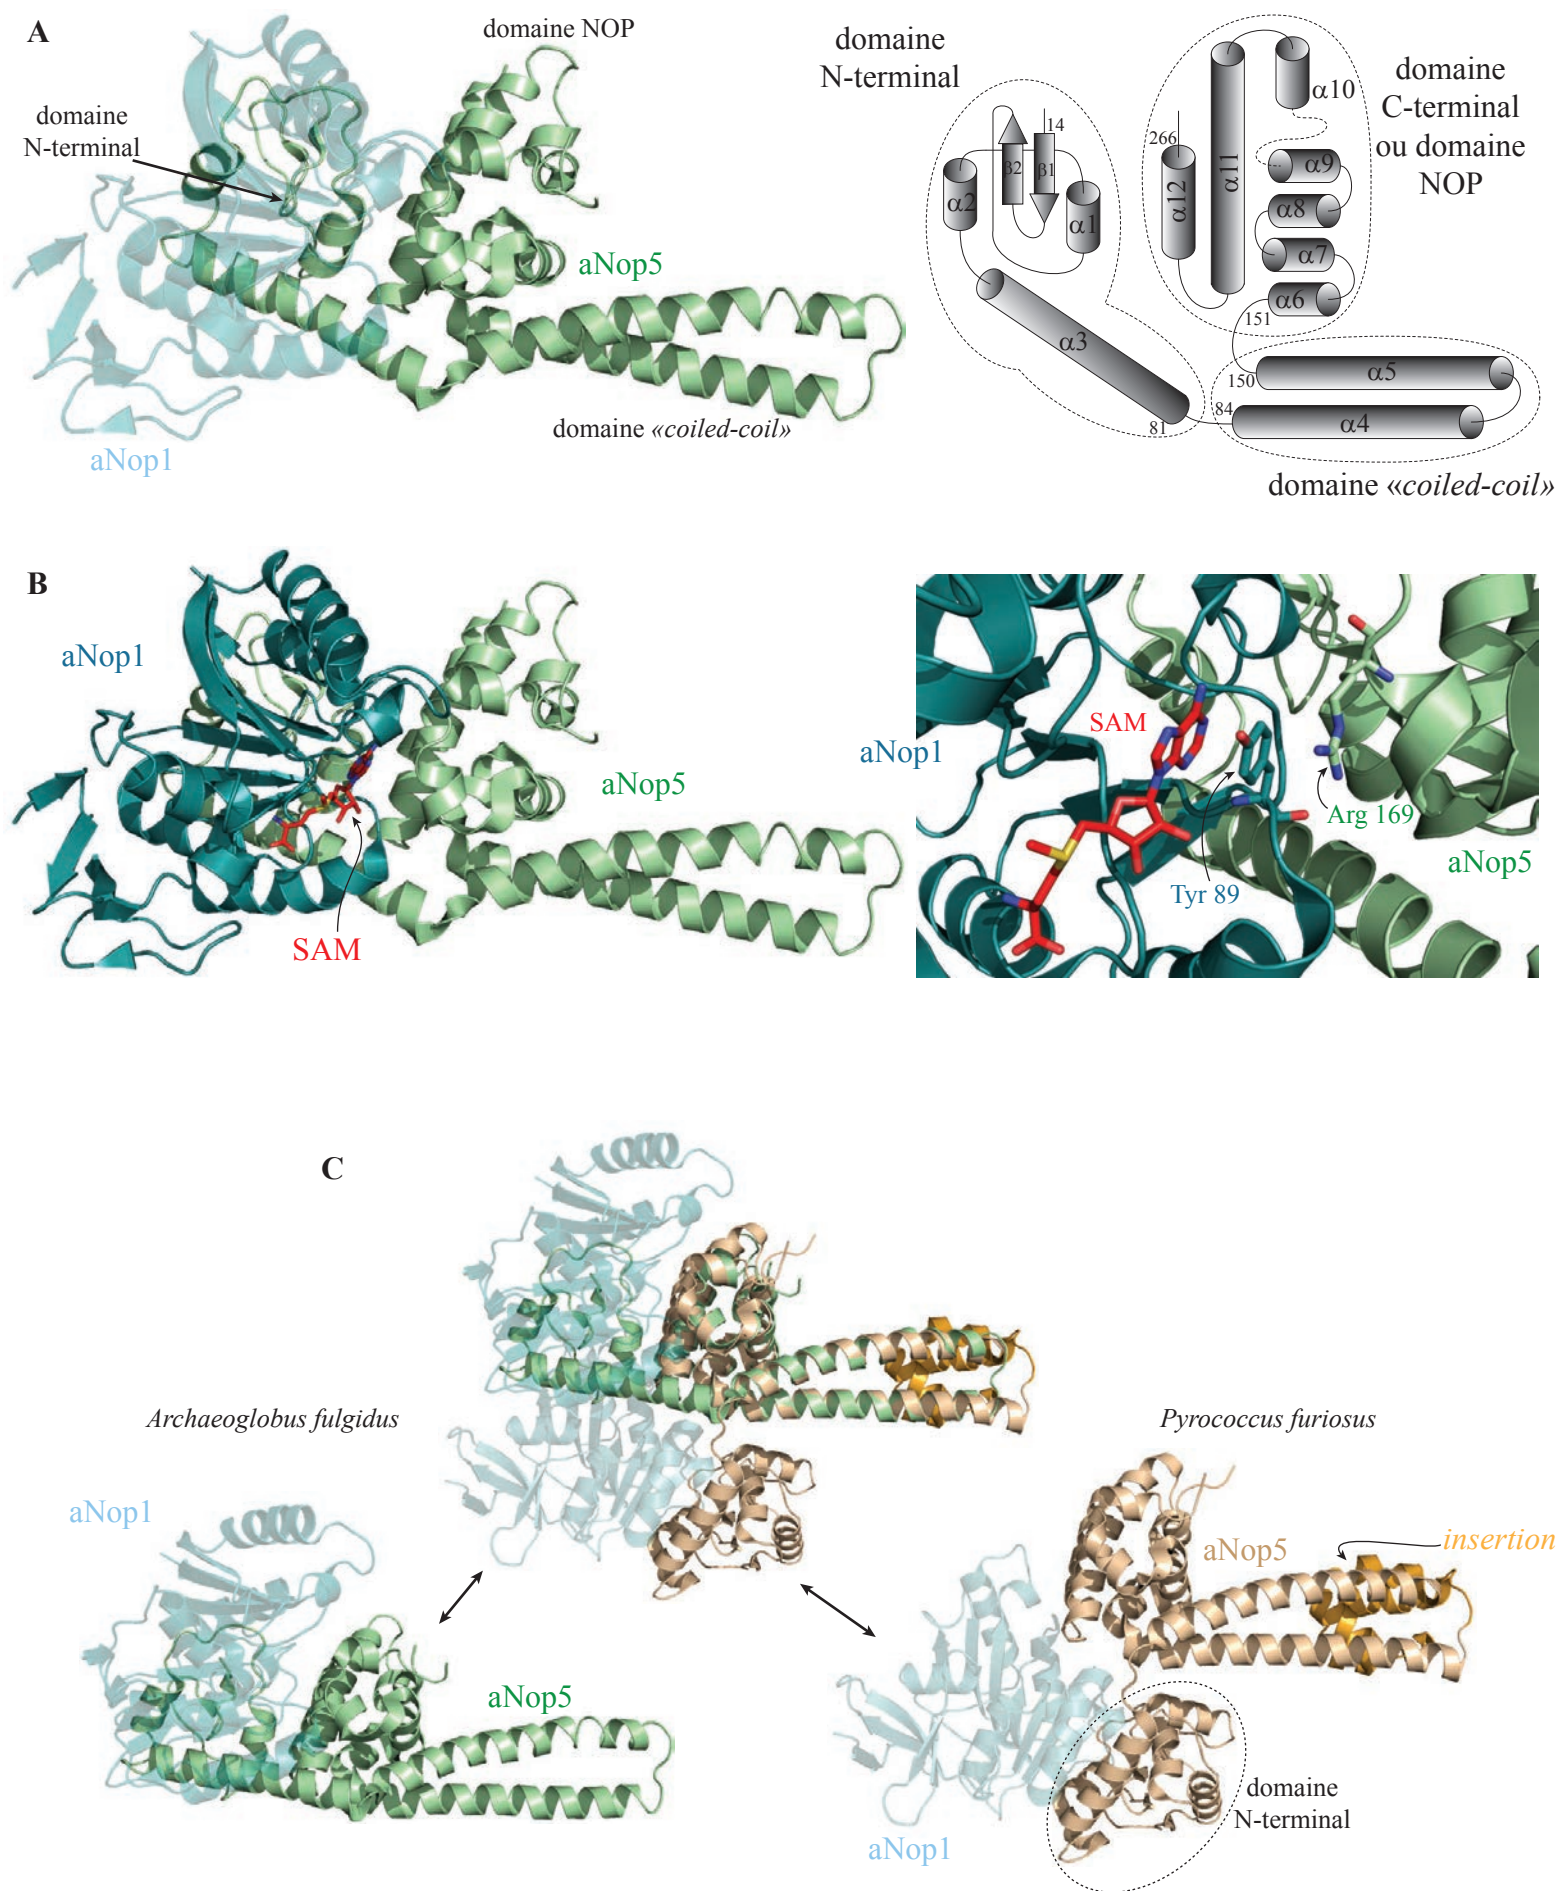 A
domaine NOP
domaine
N-terminal
aNop5
aNop1
domaine «coiled-coil»
domaine
N-terminal
domaine
C-terminal
ou domaine
NOP
14
β2
β1
α2
α1
α3
81
266
α12
α11
α10
α9
α8
α7
α6
151
150
α5
84
α4
domaine «coiled-coil»
B
aNop1
aNop5
SAM
SAM
aNop1
Arg 169
Tyr 89
aNop5
C
Archaeoglobus fulgidus
Pyrococcus furiosus
aNop1
aNop5
aNop5
insertion
aNop1
domaine
N-terminal